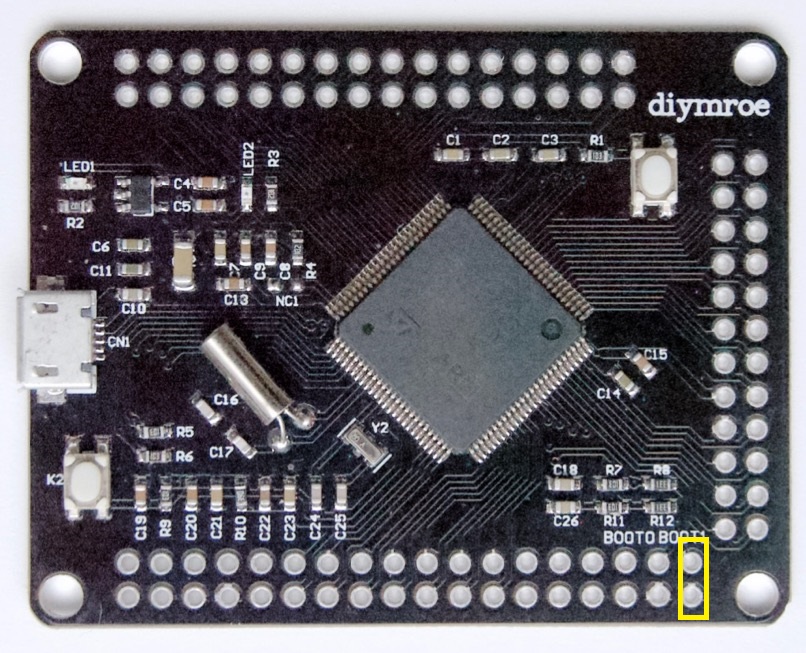 diymroe
C1 C2 C3 R1
LED1
LED2
R3
C4
C5
R2
C6
C11
C10
C7
C9
C8
R4
C13
NC1
CN1
C15
C14
C16
C17
Y2
R5
R6
K2
C18 R7 R8
C19
R9
C20
C21
R10
C22
C23
C24
C25
C26 R11 R12
BOOT0 BOOT1